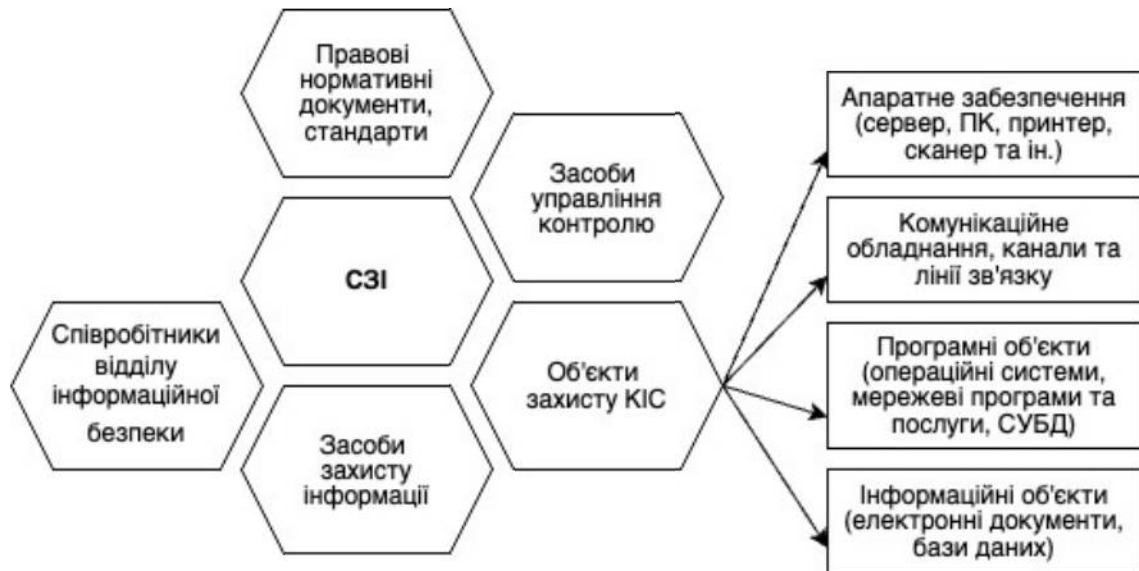 Правові
нормативні
документи,
стандарти
Засоби
управління
контролю
СЗІ
Співробітники
відділу
інформаційної
безпеки
Засоби
захисту
інформації
Об'єкти
захисту КІС
Апаратне забезпечення
(сервер, ПК, принтер,
сканер та ін.)
Комунікаційне
обладнання, канали та
лінії зв'язку
Програмні об'єкти
(операційні системи,
мережеві програми та
послуги, СУБД)
Інформаційні об'єкти
(електронні документи,
бази даних)